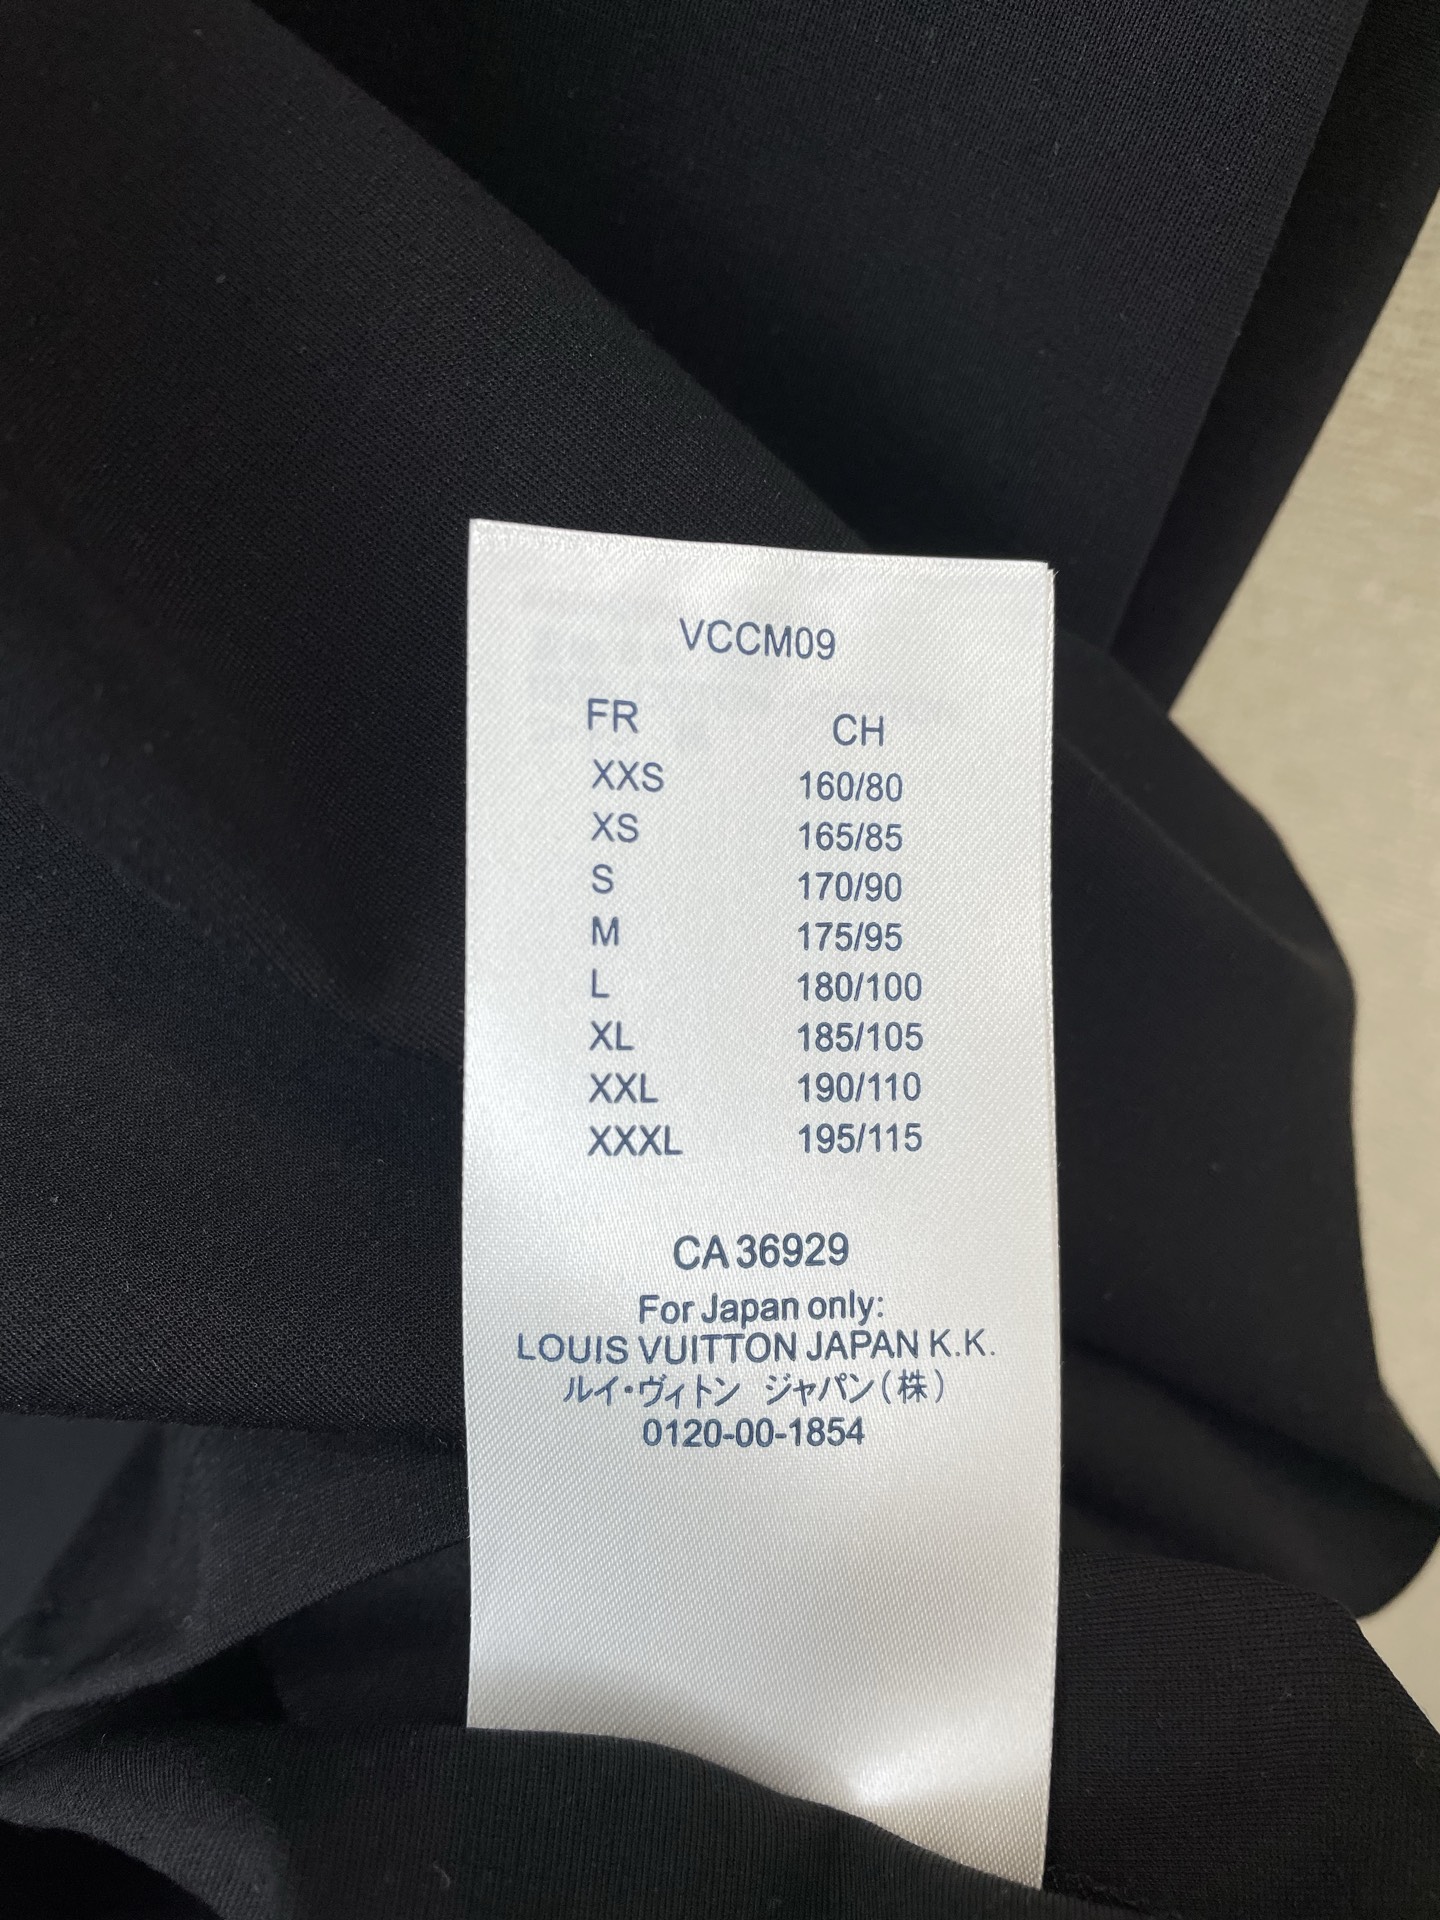 VCCM09
FR CH
XXS 160/80
XS 165/85
S 170/90
M 175/95
L 180/100
XL 185/105
XXL 190/110
XXXL 195/115
CA 36929
For Japan only:
LOUIS VUITTON JAPAN K.K.
ルイ・ヴィトン ジャパン(株)
0120-00-1854